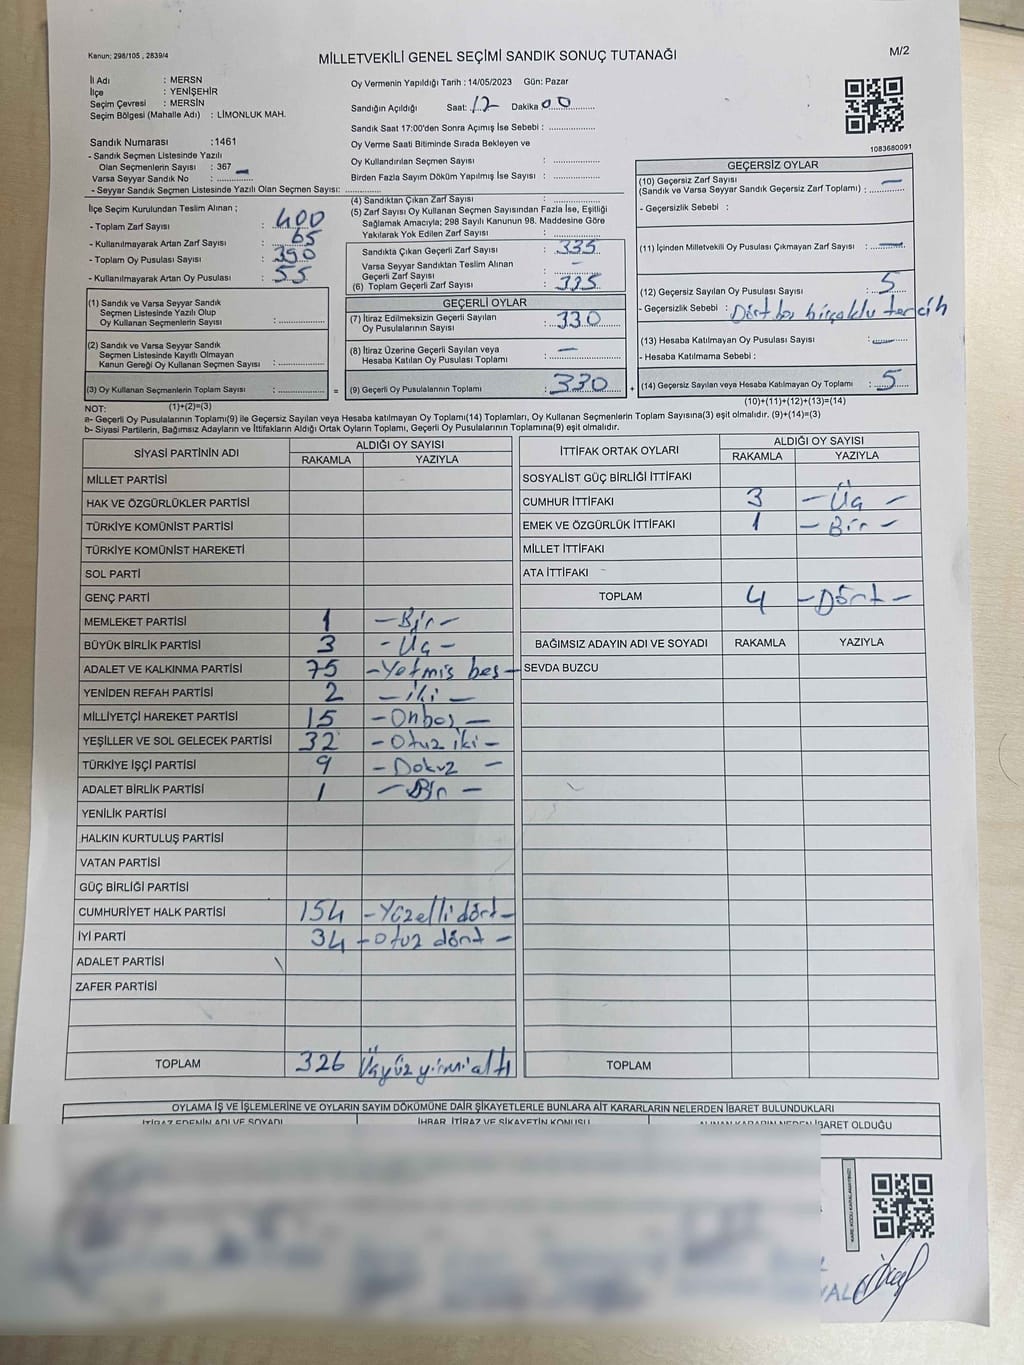 Kanun: 298/105 , 2839/4
MİLLETVEKİLİ GENEL SEÇİMİ SANDIK SONUÇ TUTANAĞI
M/2
İl Adı : MERSN
İlçe : YENİŞEHİR
Seçim Çevresi : MERSİN
Seçim Bölgesi (Mahalle Adı) : LİMONLUK MAH.
Oy Vermenin Yapıldığı Tarih : 14/05/2023 Gün: Pazar
Sandığın Açıldığı Saat: 12 Dakika 00
Sandık Saat 17:00'den Sonra Açımış İse Sebebi :
Oy Verme Saati Bitiminde Sırada Bekleyen ve
Oy Kullandırılan Seçmen Sayısı :
Birden Fazla Sayım Döküm Yapılmış İse Sayısı :
1083680091
Sandık Numarası :1461
- Sandık Seçmen Listesinde Yazılı
Olan Seçmenlerin Sayısı : 367
Varsa Seyyar Sandık No :
- Seyyar Sandık Seçmen Listesinde Yazılı Olan Seçmen Sayısı:
İlçe Seçim Kurulundan Teslim Alınan ;
- Toplam Zarf Sayısı : 400
- Kullanılmayarak Artan Zarf Sayısı : 65
- Toplam Oy Pusulası : 390
- Kullanılmayarak Artan Oy Pusulası : 55
(1) Sandık ve Varsa Seyyar Sandık
Seçmen Listesinde Yazılı Olup
Oy Kullanan Seçmenlerin Sayısı :
(2) Sandık ve Varsa Seyyar Sandık
Seçmen Listesinde Kayıtlı Olmayan
Kanun Gereği Oy Kullanan Seçmen Sayısı :
(3) Oy Kullanan Seçmenlerin Toplam Sayısı :
(1)+(2)=(3)
(4) Sandıktan Çıkan Zarf Sayısı :
(5) Zarf Sayısı Oy Kullanan Seçmen Sayısından Fazla İse, Eşitliği
Sağlamak Amacıyla; 298 Sayılı Kanunun 98. Maddesine Göre
Yakılarak Yok Edilen Zarf Sayısı :
Sandıkta Çıkan Geçerli Zarf Sayısı : 335
Varsa Seyyar Sandıktan Teslim Alınan
Geçerli Zarf Sayısı : -
(6) Toplam Geçerli Zarf Sayısı : 335
GEÇERLİ OYLAR
(7) İtiraz Edilmeksizin Geçerli Sayılan
Oy Pusulalarının Sayısı : 330
(8) İtiraz Üzerine Geçerli Sayılan veya
Hesaba Katılan Oy Pusulası Toplamı : -
= (9) Geçerli Oy Pusulalarının Toplamı : 330 +
GEÇERSİZ OYLAR
(10) Geçersiz Zarf Sayısı
(Sandık ve Varsa Seyyar Sandık Geçersiz Zarf Toplamı) : -
- Geçersizlik Sebebi :
(11) İçinden Milletvekili Oy Pusulası Çıkmayan Zarf Sayısı : -
(12) Geçersiz Sayılan Oy Pusulası Sayısı : 5
- Geçersizlik Sebebi : Dört boş birçoklu tercih
(13) Hesaba Katılmayan Oy Pusulası Sayısı : -
- Hesaba Katılmama Sebebi :
(14) Geçersiz Sayılan veya Hesaba Katılmayan Oy Toplamı : 5
(10)+(11)+(12)+(13)=(14)
NOT:
a- Geçerli Oy Pusulalarının Toplamı(9) ile Geçersiz Sayılan veya Hesaba katılmayan Oy Toplamı(14) Toplamları, Oy Kullanan Seçmenlerin Toplam Sayısına(3) eşit olmalıdır. (9)+(14)=(3)
b- Siyasi Partilerin, Bağımsız Adayların ve İttifakların Aldığı Ortak Oyların Toplamı, Geçerli Oy Pusulalarının Toplamına(9) eşit olmalıdır.
SİYASİ PARTİNİN ADI ALDIĞI OY SAYISI
RAKAMLA YAZIYLA
MİLLET PARTİSİ
HAK VE ÖZGÜRLÜKLER PARTİSİ
TÜRKİYE KOMÜNİST PARTİSİ
TÜRKİYE KOMÜNİST HAREKETİ
SOL PARTİ
GENÇ PARTİ
MEMLEKET PARTİSİ 1 -Bir-
BÜYÜK BİRLİK PARTİSİ 3 -Üç-
ADALET VE KALKINMA PARTİSİ 75 -Yetmiş beş-
YENİDEN REFAH PARTİSİ 2 -iki-
MİLLİYETÇİ HAREKET PARTİSİ 15 -Onbeş-
YEŞİLLER VE SOL GELECEK PARTİSİ 32 -Otuz iki-
TÜRKİYE İŞÇİ PARTİSİ 9 -Dokuz-
ADALET BİRLİK PARTİSİ 1 -Bir-
YENİLİK PARTİSİ
HALKIN KURTULUŞ PARTİSİ
VATAN PARTİSİ
GÜÇ BİRLİĞİ PARTİSİ
CUMHURİYET HALK PARTİSİ 154 -Yüzelli dört-
İYİ PARTİ 34 -Otuz dört-
ADALET PARTİSİ
ZAFER PARTİSİ
TOPLAM 326 Üçyüz yirmi altı
İTTİFAK ORTAK OYLARI ALDIĞI OY SAYISI
RAKAMLA YAZIYLA
SOSYALİST GÜÇ BİRLİĞİ İTTİFAKI
CUMHUR İTTİFAKI 3 -Üç-
EMEK VE ÖZGÜRLÜK İTTİFAKI 1 -Bir-
MİLLET İTTİFAKI
ATA İTTİFAKI
TOPLAM 4 -Dört-
BAĞIMSIZ ADAYIN ADI VE SOYADI RAKAMLA YAZIYLA
SEVDA BUZCU
TOPLAM
OYLAMA İŞ VE İŞLEMLERİNE VE OYLARIN SAYIM DÖKÜMÜNE DAİR ŞİKAYETLERLE BUNLARA AİT KARARLARIN NELERDEN İBARET BULUNDUKLARI
İTİRAZ EDENİN ADI VE SOYADI İHBAR, İTİRAZ VE ŞİKAYETİN KONUSU ALINAN KARARIN NEDEN İBARET OLDUĞU